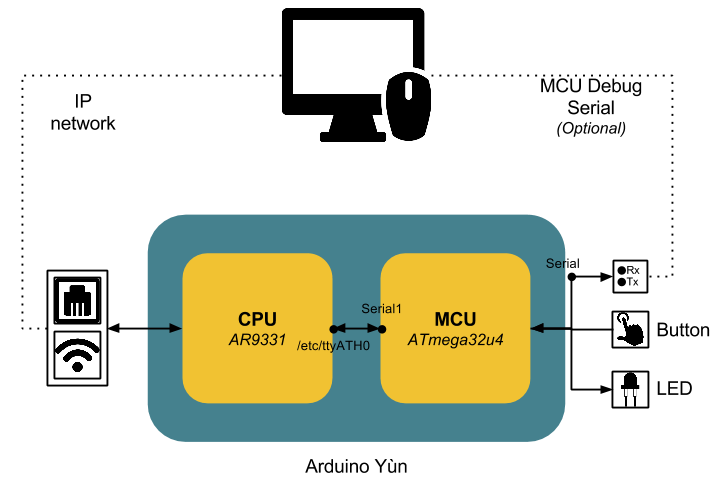 IP
network
MCU Debug
Serial
(Optional)
Serial
Rx
Tx
CPU
AR9331
/etc/ttyATH0
Serial1
MCU
ATmega32u4
Button
LED
Arduino Yùn